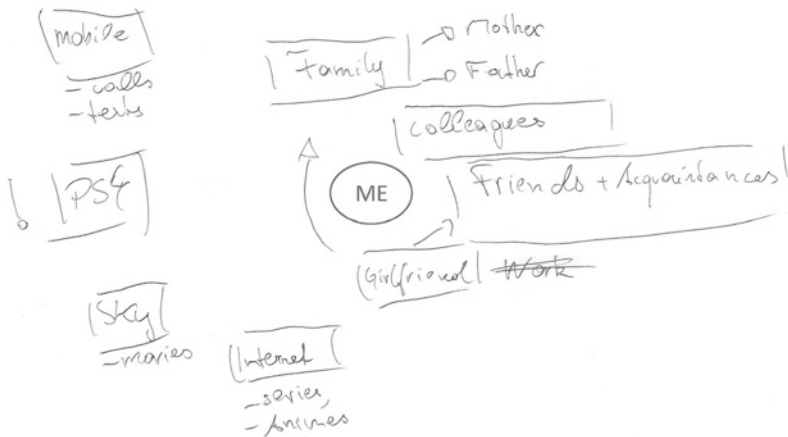 mobile
- calls
- texts
Family
Mother
Father
Colleagues
! PS4
ME
Friends + Acquaintances
Girlfriend
Work
Sky
- movies
Internet
- series,
- Animes